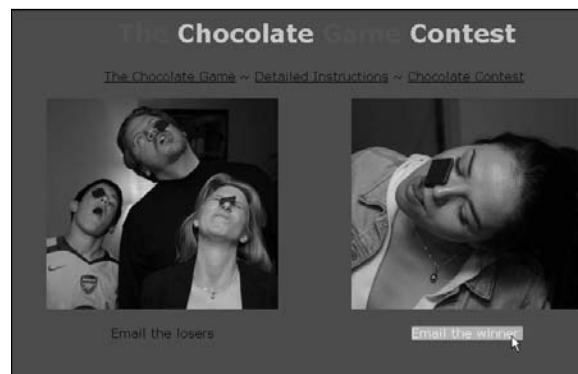 The Chocolate Game Contest
The Chocolate Game ~ Detailed Instructions ~ Chocolate Contest
Email the losers
Email the winner